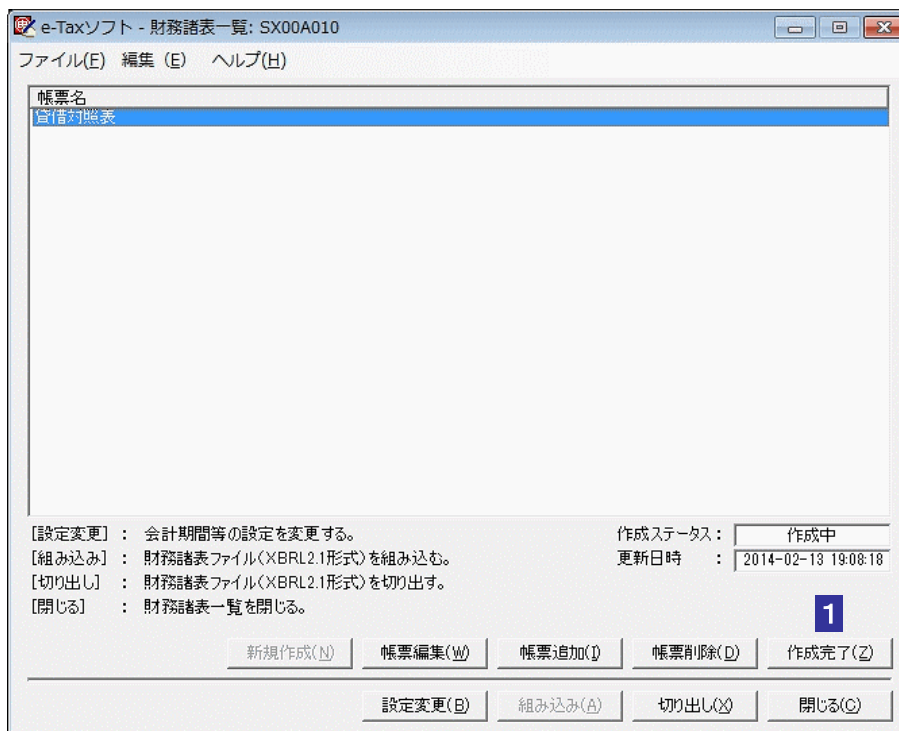 e-Taxソフト - 財務諸表一覧: SX00A010
ファイル(F) 編集 (E) ヘルプ(H)
帳票名
貸借対照表
[設定変更] : 会計期間等の設定を変更する。 作成ステータス: 作成中
[組み込み] : 財務諸表ファイル(XBRL2.1形式)を組み込む。 更新日時 : 2014-02-13 19:08:18
[切り出し] : 財務諸表ファイル(XBRL2.1形式)を切り出す。
[閉じる] : 財務諸表一覧を閉じる。
1
新規作成(N) 帳票編集(W) 帳票追加(I) 帳票削除(D) 作成完了(Z)
設定変更(B) 組み込み(A) 切り出し(X) 閉じる(C)